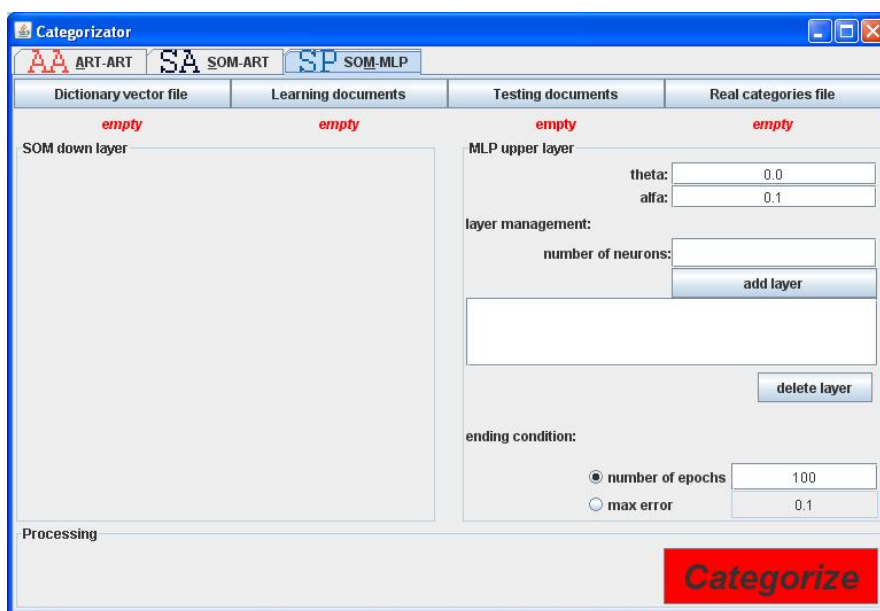 Categorizator
AA ART-ART SA SOM-ART SP SOM-MLP
Dictionary vector file Learning documents Testing documents Real categories file
empty empty empty empty
SOM down layer MLP upper layer
theta: 0.0
alfa: 0.1
layer management:
number of neurons:
add layer
delete layer
ending condition:
number of epochs 100
max error 0.1
Processing
Categorize